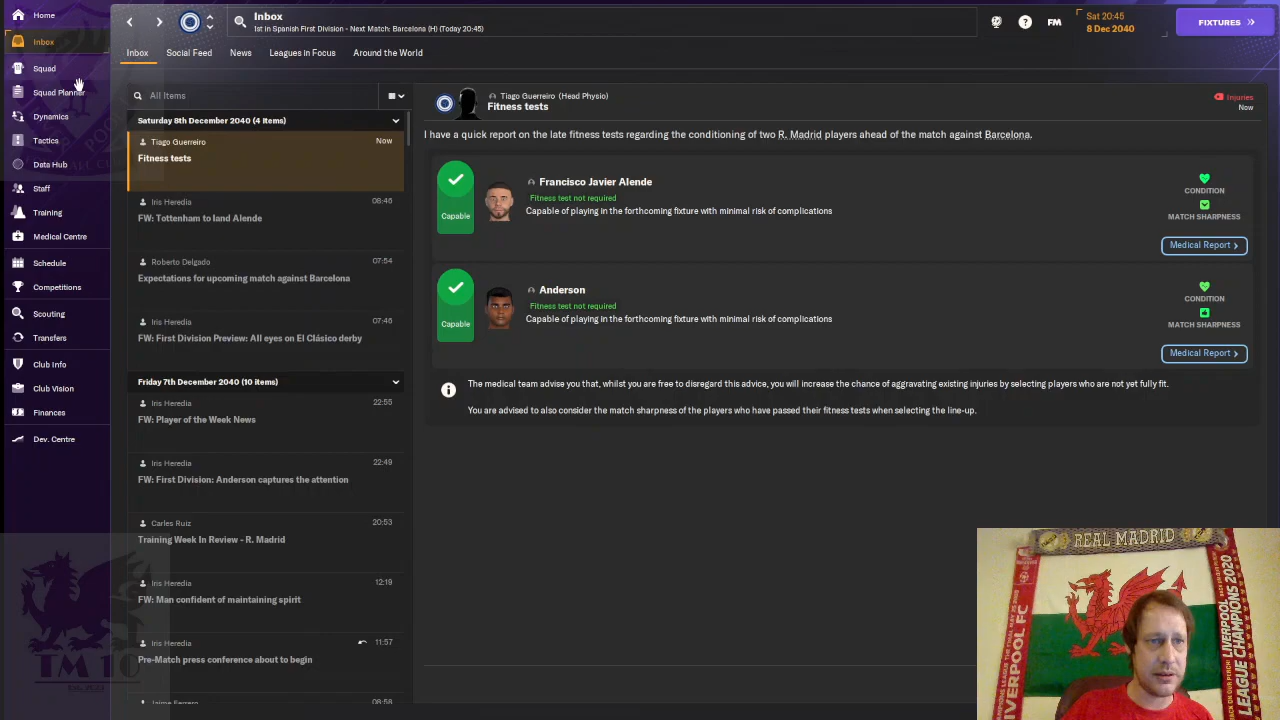 Home
Inbox
Squad
Squad Planner
Dynamics
Tactics
Data Hub
Staff
Training
Medical Centre
Schedule
Competitions
Scouting
Transfers
Club Info
Club Vision
Finances
Dev. Centre
TM 10
Inbox
1st in Spanish First Division - Next Match: Barcelona (H) (Today 20:45)
FM
Sat 20:45
8 Dec 2040
FIXTURES
Inbox
Social Feed
News
Leagues in Focus
Around the World
All Items
Saturday 8th December 2040 (4 items)
Tiago Guerreiro Now
Fitness tests
Iris Heredia 08:46
FW: Tottenham to land Alende
Roberto Delgado 07:54
Expectations for upcoming match against Barcelona
Iris Heredia 07:46
FW: First Division Preview: All eyes on El Clásico derby
Friday 7th December 2040 (10 items)
Iris Heredia 22:55
FW: Player of the Week News
Iris Heredia 22:49
FW: First Division: Anderson captures the attention
Carles Ruiz 20:53
Training Week In Review - R. Madrid
Iris Heredia 12:19
FW: Man confident of maintaining spirit
Iris Heredia 11:57
Pre-Match press conference about to begin
Jaime Ferrero 08:58
Tiago Guerreiro (Head Physio)
Fitness tests
Injuries
Now
I have a quick report on the late fitness tests regarding the conditioning of two R. Madrid players ahead of the match against Barcelona.
Capable
Francisco Javier Alende
Fitness test not required
Capable of playing in the forthcoming fixture with minimal risk of complications
CONDITION
MATCH SHARPNESS
Medical Report
Capable
Anderson
Fitness test not required
Capable of playing in the forthcoming fixture with minimal risk of complications
CONDITION
MATCH SHARPNESS
Medical Report
The medical team advise you that, whilst you are free to disregard this advice, you will increase the chance of aggravating existing injuries by selecting players who are not yet fully fit.
You are advised to also consider the match sharpness of the players who have passed their fitness tests when selecting the line-up.
REAL MADRID
LIVERPOOL FC
LIVERPOOL
LEAGUE CHAMPIONS 2020